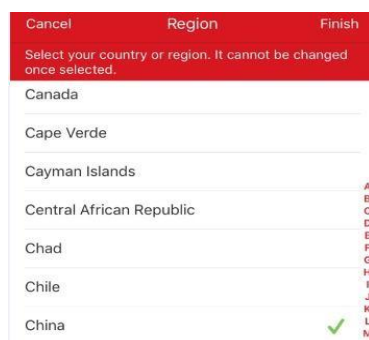 Cancel Region Finish
Select your country or region. It cannot be changed
once selected.
Canada
Cape Verde
Cayman Islands
Central African Republic
Chad
Chile
China
A
B
C
D
E
F
G
H
I
J
K
L
M